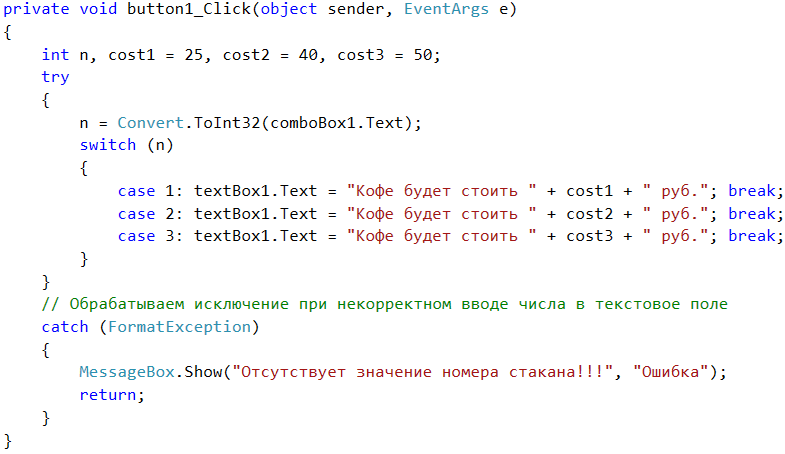 private void button1_Click(object sender, EventArgs e)
{
    int n, cost1 = 25, cost2 = 40, cost3 = 50;
    try
    {
        n = Convert.ToInt32(comboBox1.Text);
        switch (n)
        {
            case 1: textBox1.Text = "Кофе будет стоить " + cost1 + " руб."; break;
            case 2: textBox1.Text = "Кофе будет стоить " + cost2 + " руб."; break;
            case 3: textBox1.Text = "Кофе будет стоить " + cost3 + " руб."; break;
        }
    }
    // Обрабатываем исключение при некорректном вводе числа в текстовое поле
    catch (FormatException)
    {
        MessageBox.Show("Отсутствует значение номера стакана!!!", "Ошибка");
        return;
    }
}